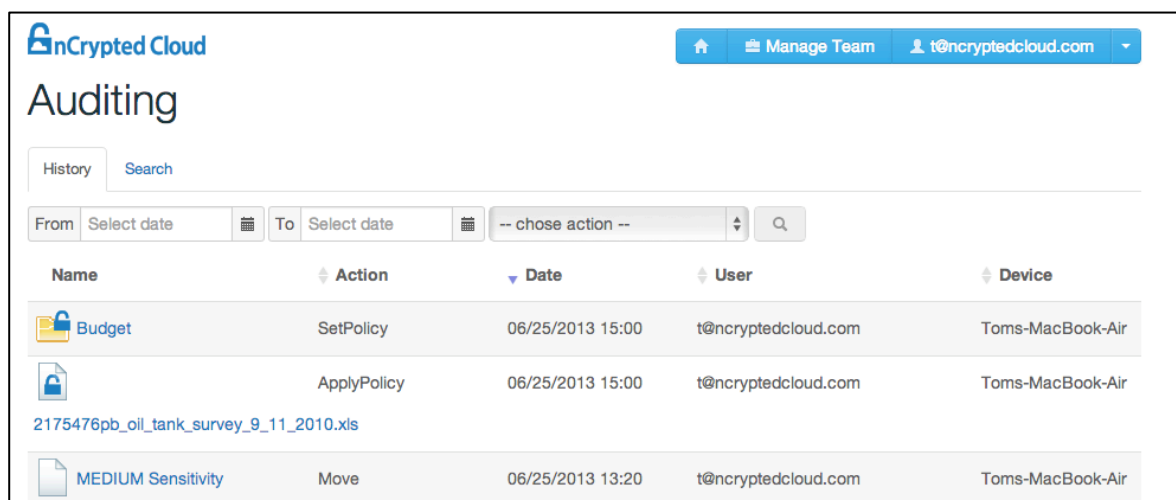 nCrypted Cloud
Manage Team t@ncryptedcloud.com
Auditing
History Search
From Select date To Select date -- chose action --
Name Action Date User Device
Budget SetPolicy 06/25/2013 15:00 t@ncryptedcloud.com Toms-MacBook-Air
ApplyPolicy 06/25/2013 15:00 t@ncryptedcloud.com Toms-MacBook-Air
2175476pb_oil_tank_survey_9_11_2010.xls
MEDIUM Sensitivity Move 06/25/2013 13:20 t@ncryptedcloud.com Toms-MacBook-Air